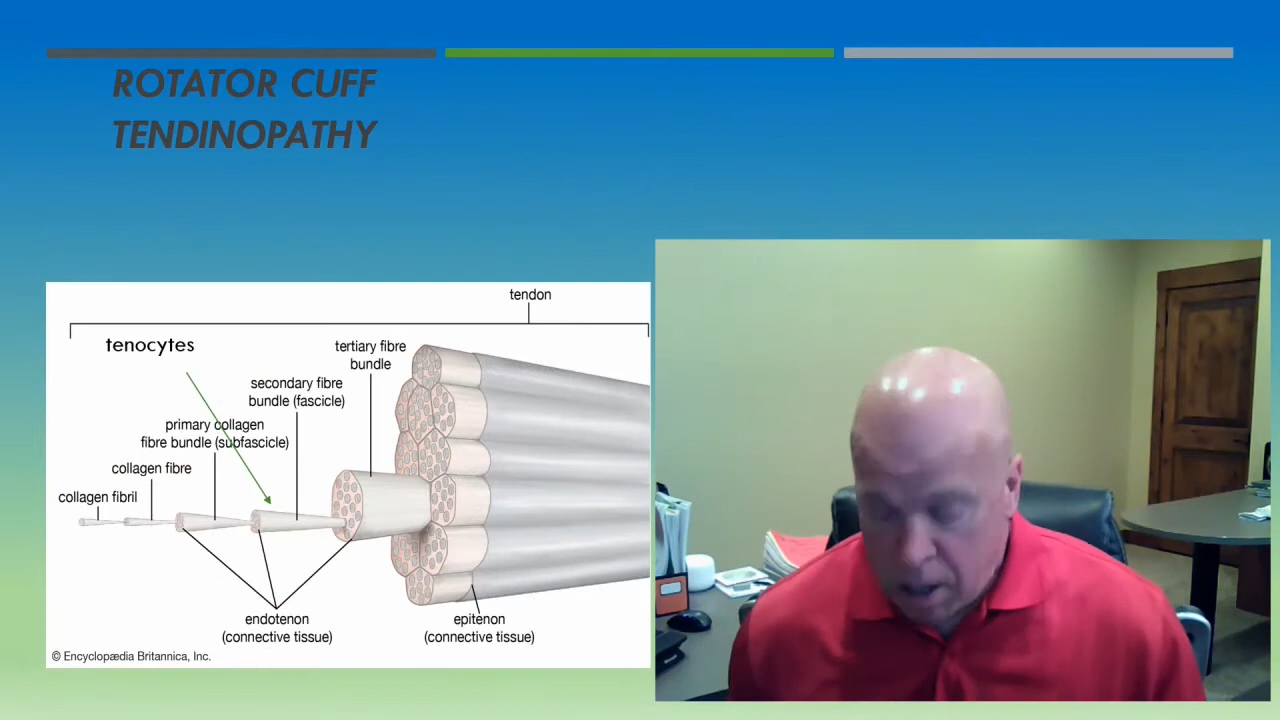 ROTATOR CUFF
TENDINOPATHY
tendon
tenocytes
tertiary fibre
bundle
secondary fibre
bundle (fascicle)
primary collagen
fibre bundle (subfascicle)
collagen fibre
collagen fibril
endotenon
(connective tissue)
epitenon
(connective tissue)
© Encyclopædia Britannica, Inc.